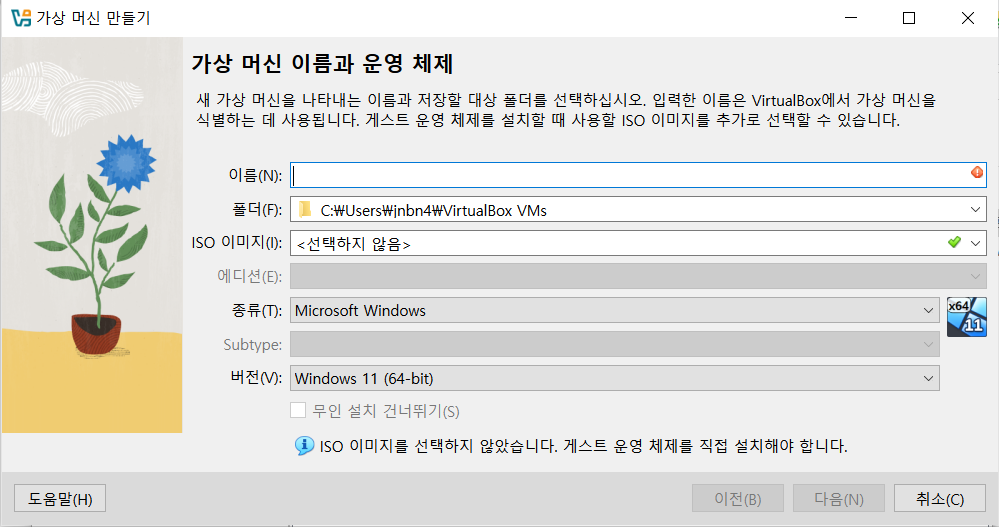 가상 머신 만들기
가상 머신 이름과 운영 체제
새 가상 머신을 나타내는 이름과 저장할 대상 폴더를 선택하십시오. 입력한 이름은 VirtualBox에서 가상 머신을
식별하는 데 사용됩니다. 게스트 운영 체제를 설치할 때 사용할 ISO 이미지를 추가로 선택할 수 있습니다.
이름(N):
폴더(F): C:₩Users₩jnbn4₩VirtualBox VMs
ISO 이미지(I): <선택하지 않음>
에디션(E):
종류(T): Microsoft Windows x64
11
Subtype:
버전(V): Windows 11 (64-bit)
무인 설치 건너뛰기(S)
ISO 이미지를 선택하지 않았습니다. 게스트 운영 체제를 직접 설치해야 합니다.
도움말(H) 이전(B) 다음(N) 취소(C)